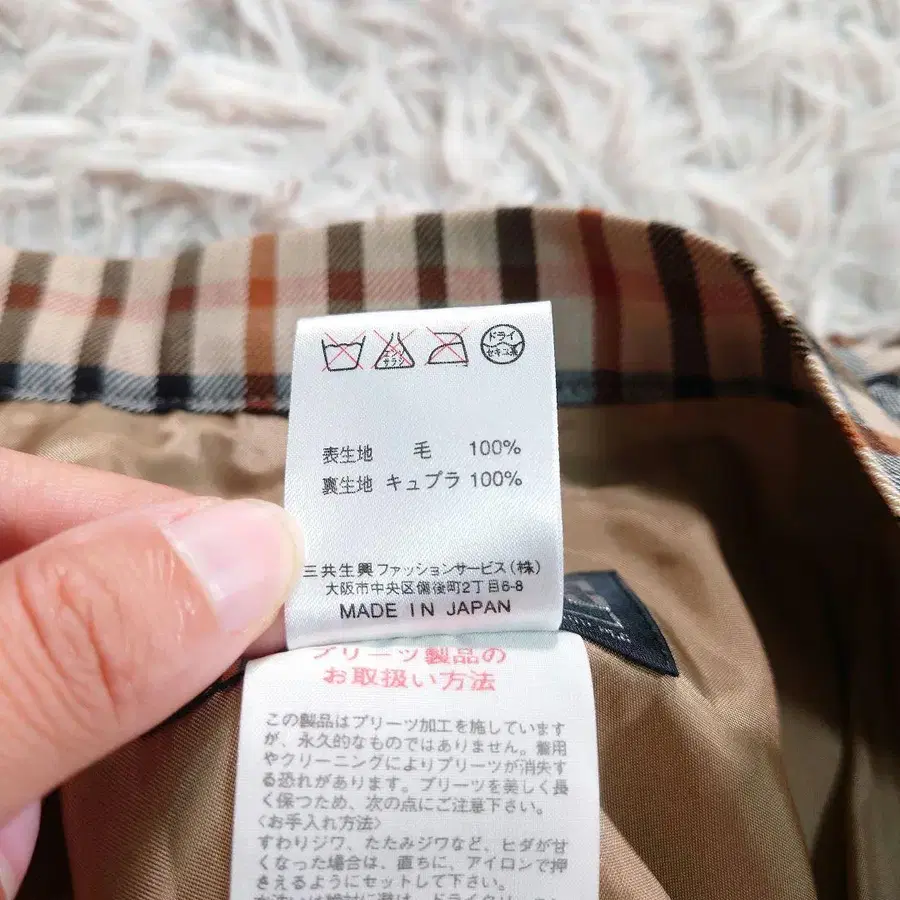 エンソ
サラシ
ドライ
セキユ系
表生地 毛 100%
裏生地 キュプラ 100%
三共生興ファッションサービス(株)
大阪市中央区備後町2丁目6-8
MADE IN JAPAN
プリーツ製品の
お取扱い方法
この製品はプリーツ加工を施しています
が、永久的なものではありません。着用
やクリーニングによりプリーツが消失す
る恐れがあります。プリーツを美しく長
く保つため、次の点にご注意下さい。
<お手入れ方法>
すわりジワ、たたみジワなど、ヒダが甘
くなった場合は、直ちに、アイロンで押
さえるようにセットして下さい。